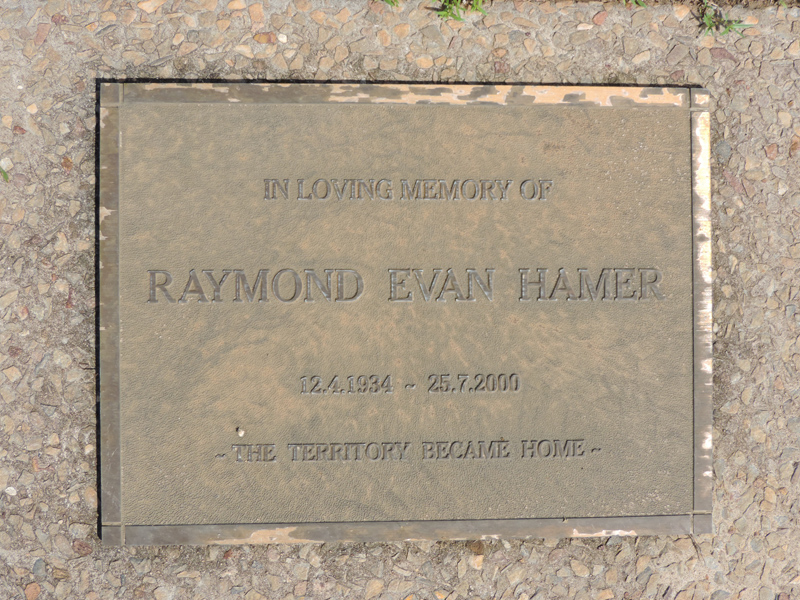 IN LOVING MEMORY OF
RAYMOND EVAN HAMER
12.4.1934 ~ 25.7.2000
~ THE TERRITORY BECAME HOME ~